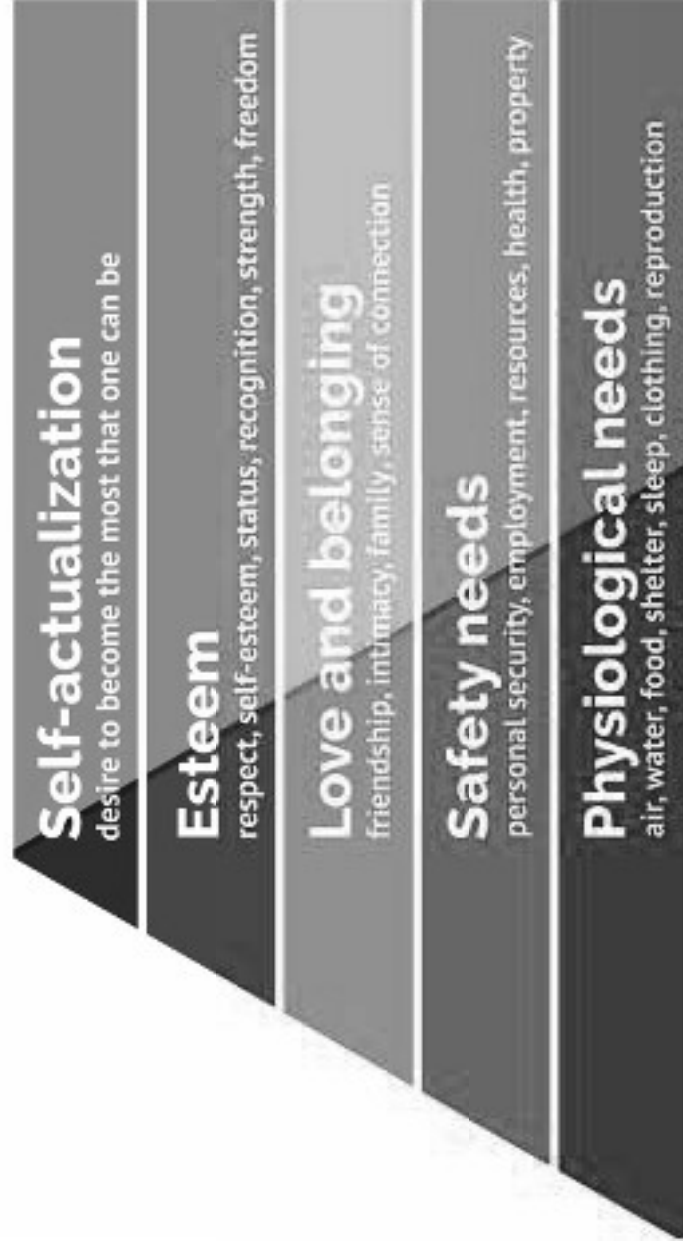 Self-actualization
desire to become the most that one can be
Esteem
respect, self-esteem, status, recognition, strength, freedom
Love and belonging
friendship, intimacy, family, sense of connection
Safety needs
personal security, employment, resources, health, property
Physiological needs
air, water, food, shelter, sleep, clothing, reproduction